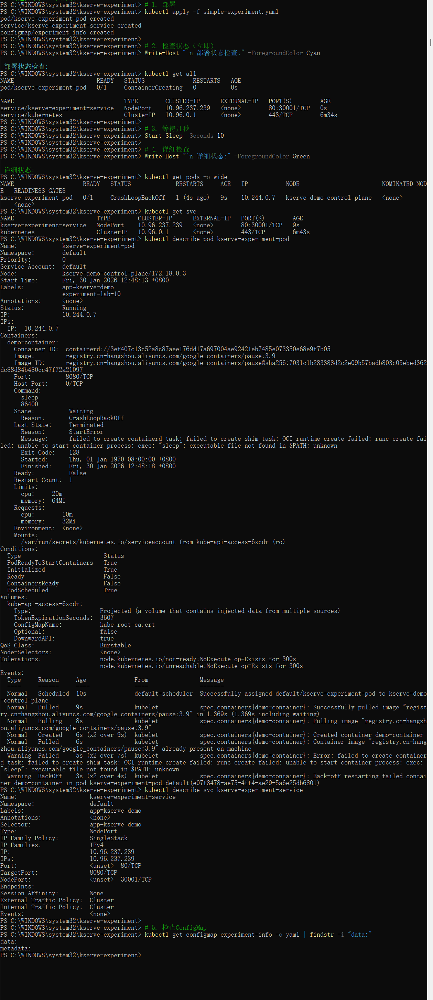 PS C:\WINDOWS\system32\kserve-experiment> # 1. 部署
PS C:\WINDOWS\system32\kserve-experiment> kubectl apply -f simple-experiment.yaml
pod/kserve-experiment-pod created
service/kserve-experiment-service created
configmap/experiment-info created
PS C:\WINDOWS\system32\kserve-experiment>
PS C:\WINDOWS\system32\kserve-experiment> # 2. 检查状态（立即）
PS C:\WINDOWS\system32\kserve-experiment> Write-Host "`n 部署状态检查:" -ForegroundColor Cyan

 部署状态检查:
PS C:\WINDOWS\system32\kserve-experiment> kubectl get all
NAME                        READY   STATUS              RESTARTS   AGE
pod/kserve-experiment-pod   0/1     ContainerCreating   0          0s

NAME                                TYPE        CLUSTER-IP      EXTERNAL-IP   PORT(S)        AGE
service/kserve-experiment-service   NodePort    10.96.237.239   <none>        80:30001/TCP   0s
service/kubernetes                  ClusterIP   10.96.0.1       <none>        443/TCP        6m34s
PS C:\WINDOWS\system32\kserve-experiment>
PS C:\WINDOWS\system32\kserve-experiment> # 3. 等待几秒
PS C:\WINDOWS\system32\kserve-experiment> Start-Sleep -Seconds 10
PS C:\WINDOWS\system32\kserve-experiment>
PS C:\WINDOWS\system32\kserve-experiment> # 4. 详细检查
PS C:\WINDOWS\system32\kserve-experiment> Write-Host "`n 详细状态:" -ForegroundColor Green

 详细状态:
PS C:\WINDOWS\system32\kserve-experiment> kubectl get pods -o wide
NAME                    READY   STATUS             RESTARTS     AGE   IP           NODE                        NOMINATED NOD
E   READINESS GATES
kserve-experiment-pod   0/1     CrashLoopBackOff   1 (4s ago)   9s    10.244.0.7   kserve-demo-control-plane   <none>
    <none>
PS C:\WINDOWS\system32\kserve-experiment> kubectl get svc
NAME                        TYPE        CLUSTER-IP      EXTERNAL-IP   PORT(S)        AGE
kserve-experiment-service   NodePort    10.96.237.239   <none>        80:30001/TCP   9s
kubernetes                  ClusterIP   10.96.0.1       <none>        443/TCP        6m43s
PS C:\WINDOWS\system32\kserve-experiment> kubectl describe pod kserve-experiment-pod
Name:             kserve-experiment-pod
Namespace:        default
Priority:         0
Service Account:  default
Node:             kserve-demo-control-plane/172.18.0.3
Start Time:       Fri, 30 Jan 2026 12:48:13 +0800
Labels:           app=kserve-demo
                  experiment=lab-10
Annotations:      <none>
Status:           Running
IP:               10.244.0.7
IPs:
  IP:  10.244.0.7
Containers:
  demo-container:
    Container ID:  containerd://3ef407c13c52a8c87aee176dd17a697004ae92421eb7485e073350e68e9f7b05
    Image:         registry.cn-hangzhou.aliyuncs.com/google_containers/pause:3.9
    Image ID:      registry.cn-hangzhou.aliyuncs.com/google_containers/pause@sha256:7031c1b283388d2c2e09b57badb803c05ebed362
dc88d84b480cc47f72a21097
    Port:          8080/TCP
    Host Port:     0/TCP
    Command:
      sleep
      86400
    State:          Waiting
      Reason:       CrashLoopBackOff
    Last State:     Terminated
      Reason:       StartError
      Message:      failed to create containerd task: failed to create shim task: OCI runtime create failed: runc create fai
led: unable to start container process: exec: "sleep": executable file not found in $PATH: unknown
      Exit Code:    128
      Started:      Thu, 01 Jan 1970 08:00:00 +0800
      Finished:     Fri, 30 Jan 2026 12:48:18 +0800
    Ready:          False
    Restart Count:  1
    Limits:
      cpu:     20m
      memory:  64Mi
    Requests:
      cpu:        10m
      memory:     32Mi
    Environment:  <none>
    Mounts:
      /var/run/secrets/kubernetes.io/serviceaccount from kube-api-access-6xcdr (ro)
Conditions:
  Type                        Status
  PodReadyToStartContainers   True
  Initialized                 True
  Ready                       False
  ContainersReady             False
  PodScheduled                True
Volumes:
  kube-api-access-6xcdr:
    Type:                    Projected (a volume that contains injected data from multiple sources)
    TokenExpirationSeconds:  3607
    ConfigMapName:           kube-root-ca.crt
    Optional:                false
    DownwardAPI:             true
QoS Class:                   Burstable
Node-Selectors:              <none>
Tolerations:                 node.kubernetes.io/not-ready:NoExecute op=Exists for 300s
                             node.kubernetes.io/unreachable:NoExecute op=Exists for 300s
Events:
  Type     Reason     Age              From               Message
  ----     ------     ----             ----               -------
  Normal   Scheduled  10s              default-scheduler  Successfully assigned default/kserve-experiment-pod to kserve-demo
-control-plane
  Normal   Pulled     9s               kubelet            spec.containers{demo-container}: Successfully pulled image "regist
ry.cn-hangzhou.aliyuncs.com/google_containers/pause:3.9" in 1.369s (1.369s including waiting)
  Normal   Pulling    8s               kubelet            spec.containers{demo-container}: Pulling image "registry.cn-hangzh
ou.aliyuncs.com/google_containers/pause:3.9"
  Normal   Created    6s (x2 over 9s)  kubelet            spec.containers{demo-container}: Created container demo-container
  Normal   Pulled     6s               kubelet            spec.containers{demo-container}: Container image "registry.cn-hang
zhou.aliyuncs.com/google_containers/pause:3.9" already present on machine
  Warning  Failed     5s (x2 over 7s)  kubelet            spec.containers{demo-container}: Error: failed to create container
d task: failed to create shim task: OCI runtime create failed: runc create failed: unable to start container process: exec:
"sleep": executable file not found in $PATH: unknown
  Warning  BackOff    3s (x2 over 4s)  kubelet            spec.containers{demo-container}: Back-off restarting failed contai
ner demo-container in pod kserve-experiment-pod_default(e07f8478-ae75-4ff4-ae29-5a6e25db6801)
PS C:\WINDOWS\system32\kserve-experiment> kubectl describe svc kserve-experiment-service
Name:                     kserve-experiment-service
Namespace:                default
Labels:                   app=kserve-demo
Annotations:              <none>
Selector:                 app=kserve-demo
Type:                     NodePort
IP Family Policy:         SingleStack
IP Families:              IPv4
IP:                       10.96.237.239
IPs:                      10.96.237.239
Port:                     <unset>  80/TCP
TargetPort:               8080/TCP
NodePort:                 <unset>  30001/TCP
Endpoints:
Session Affinity:         None
External Traffic Policy:  Cluster
Internal Traffic Policy:  Cluster
Events:                   <none>
PS C:\WINDOWS\system32\kserve-experiment>
PS C:\WINDOWS\system32\kserve-experiment> # 5. 检查ConfigMap
PS C:\WINDOWS\system32\kserve-experiment> kubectl get configmap experiment-info -o yaml | findstr -i "data:"
data:
metadata:
PS C:\WINDOWS\system32\kserve-experiment>